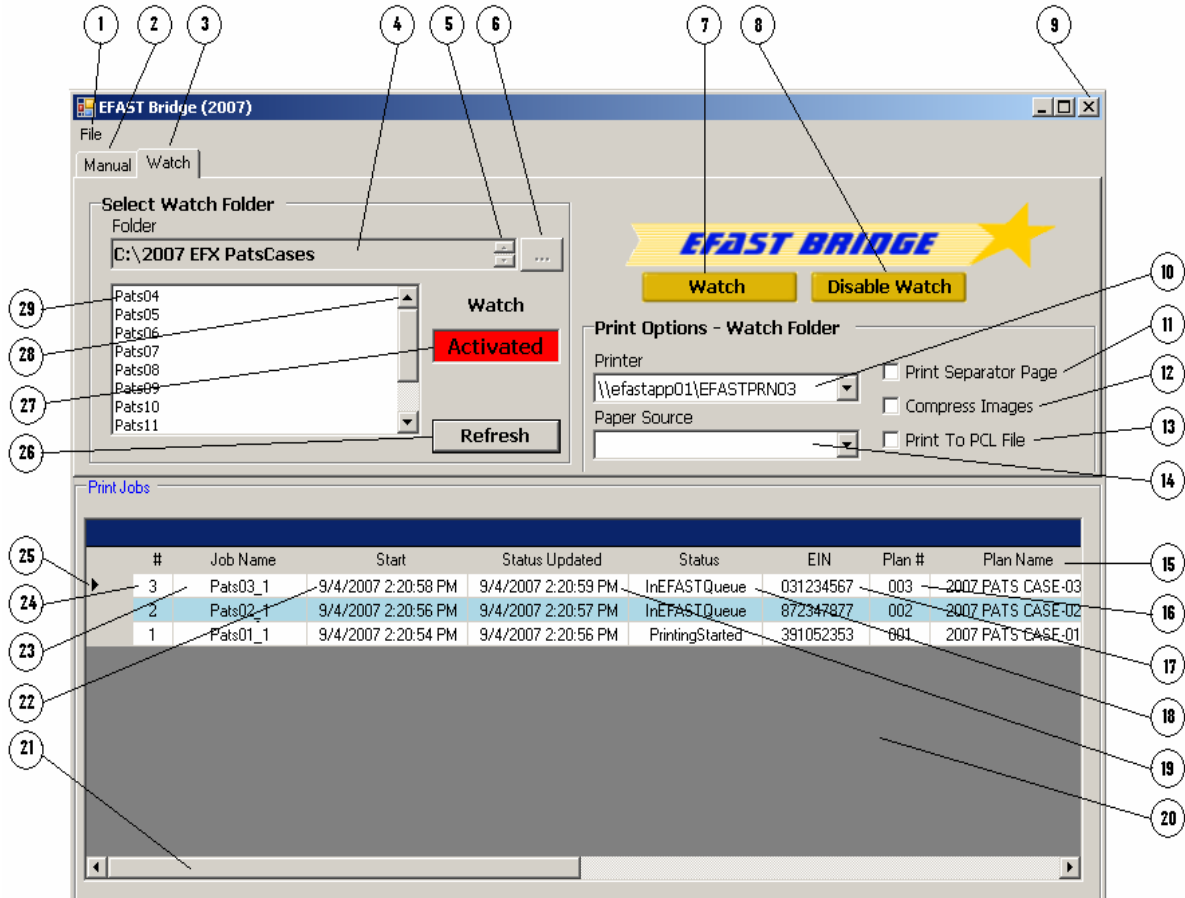 1 2 3 4 5 6 7 8 9
EFAST Bridge (2007)
File
Manual Watch
Select Watch Folder
Folder
C:\2007 EFX PatsCases
...
EFAST BRIDGE
Watch Disable Watch
10
29
Pats04
Pats05
Pats06
Pats07
Pats08
Pats09
Pats10
Pats11
28
27
26
Watch
Activated
Refresh
Print Options - Watch Folder
Printer
\\efastapp01\EFASTPRN03
Paper Source
Print Separator Page
Compress Images
Print To PCL File
11
12
13
14
Print Jobs
# Job Name Start Status Updated Status EIN Plan # Plan Name
3 Pats03_1 9/4/2007 2:20:58 PM 9/4/2007 2:20:59 PM InEFASTQueue 031234567 003 2007 PATS CASE-03
2 Pats02_1 9/4/2007 2:20:56 PM 9/4/2007 2:20:57 PM InEFASTQueue 872347877 002 2007 PATS CASE-02
1 Pats01_1 9/4/2007 2:20:54 PM 9/4/2007 2:20:56 PM PrintingStarted 391052353 001 2007 PATS CASE-01
25
24
23
22
21
15
16
17
18
19
20